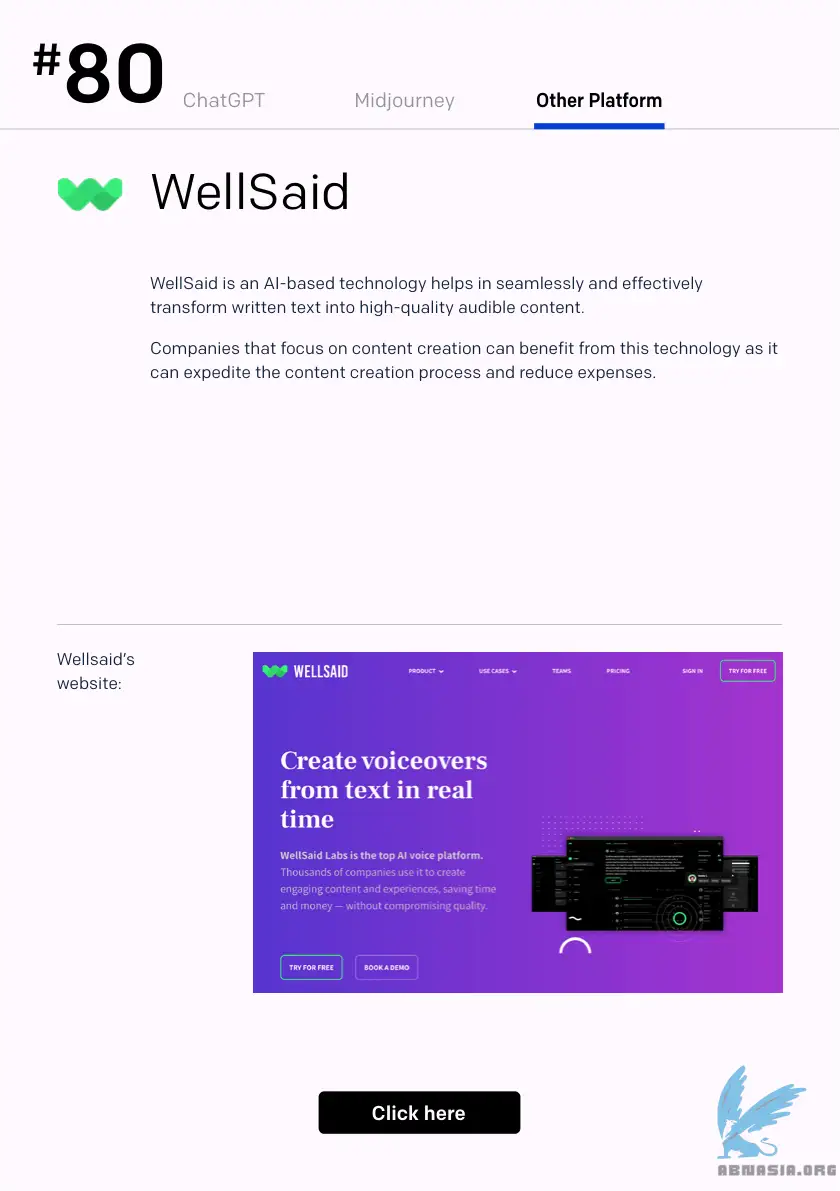 #80
ChatGPT
Midjourney
Other Platform
WellSaid
WellSaid is an AI-based technology helps in seamlessly and effectively
transform written text into high-quality audible content.
Companies that focus on content creation can benefit from this technology as it
can expedite the content creation process and reduce expenses.
Wellsaid's
website:
WELLSAID
PRODUCT
USE CASES
TEAMS
PRICING
SIGN IN
TRY FOR FREE
Create voiceovers
from text in real
time
WellSaid Labs is the top AI voice platform.
Thousands of companies use it to create
engaging content and experiences, saving time
and money — without compromising quality.
TRY FOR FREE
BOOK A DEMO
Click here
ABNASIA.ORG